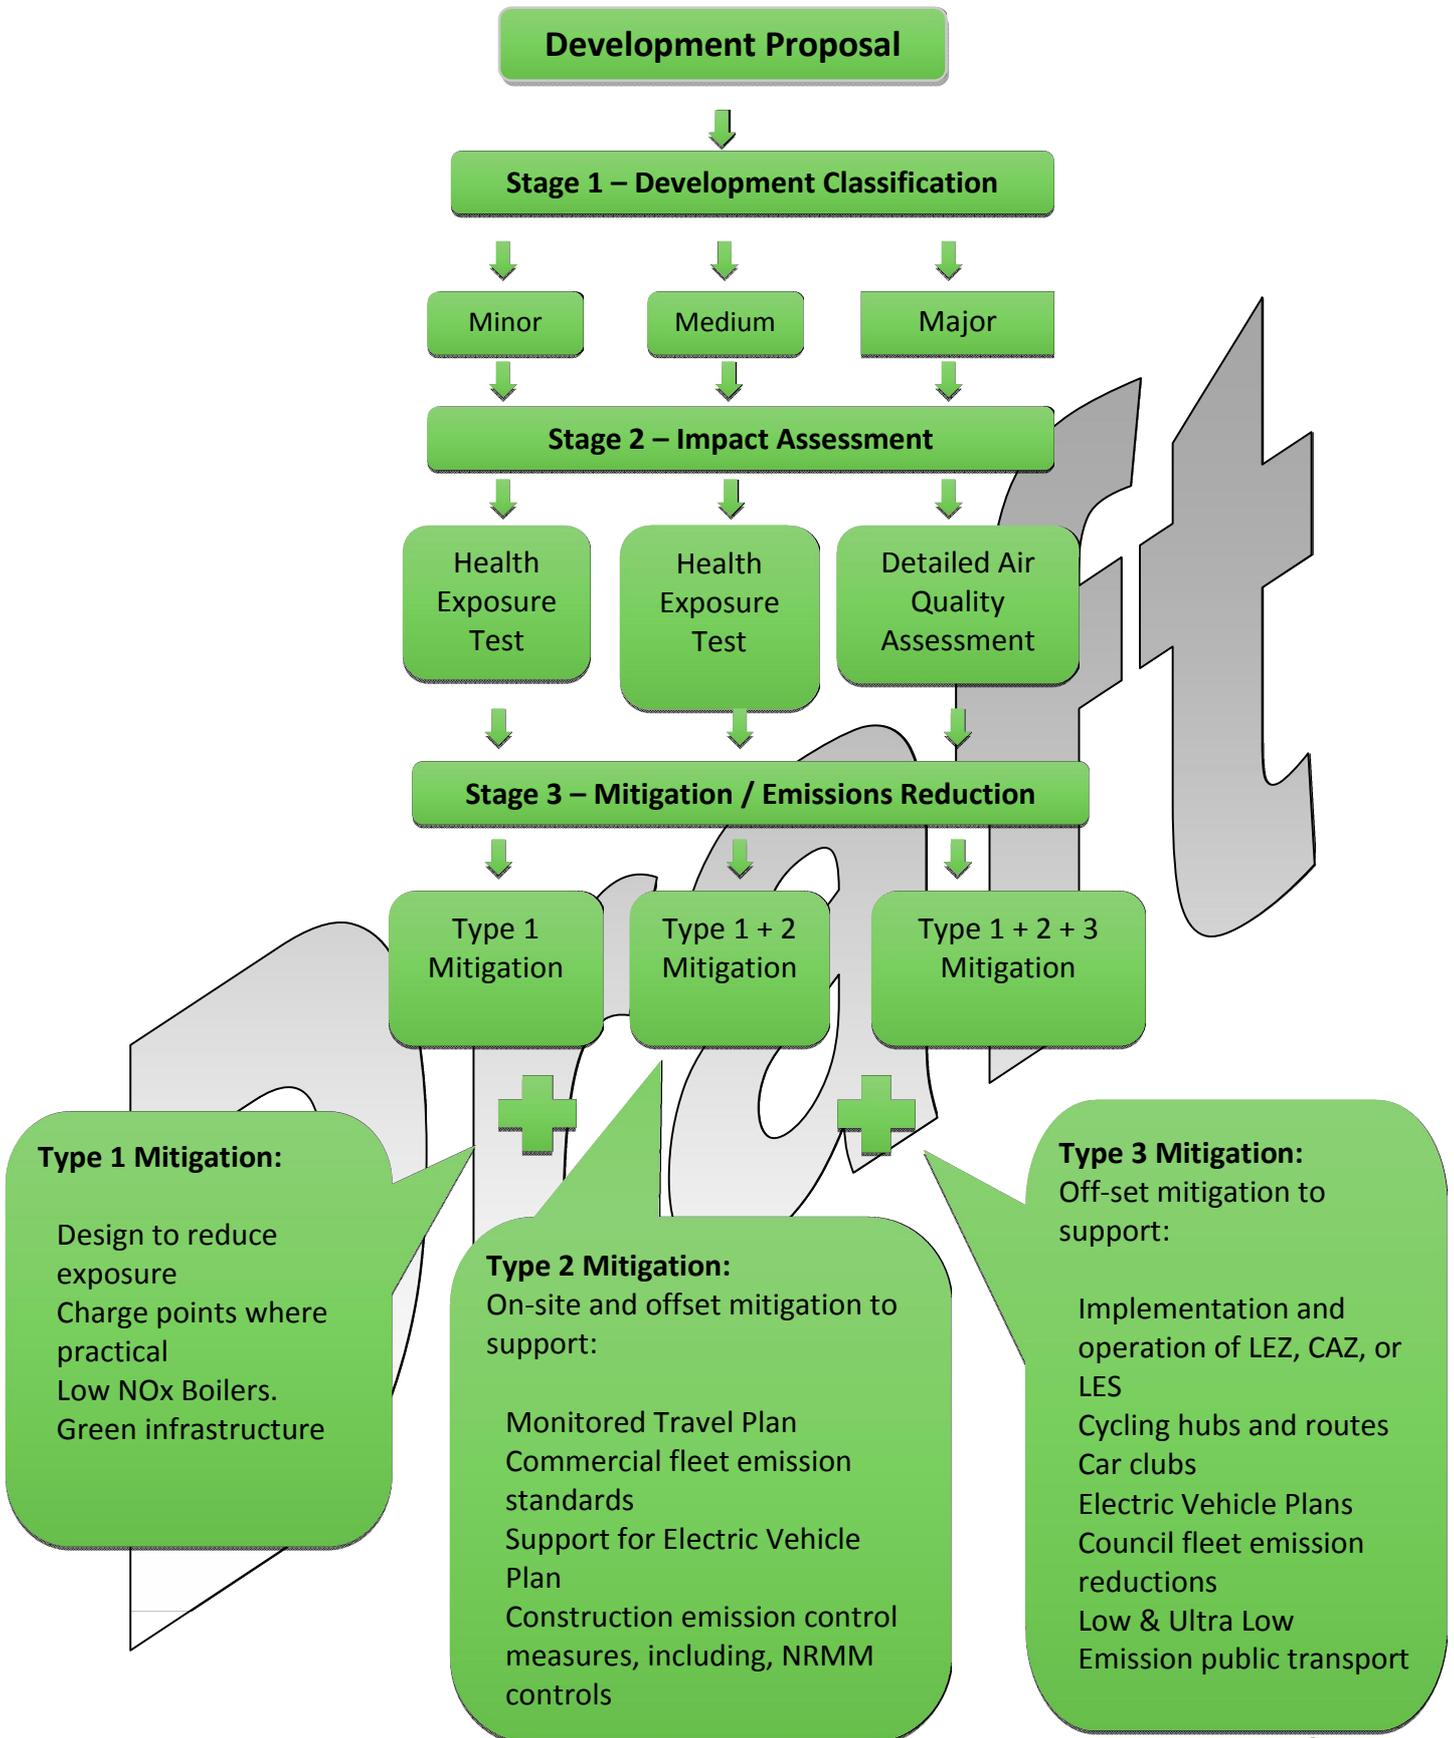 Development Proposal
Stage 1 – Development Classification
Minor
Medium
Major
Stage 2 – Impact Assessment
Health
Exposure
Test
Health
Exposure
Test
Detailed Air
Quality
Assessment
Stage 3 – Mitigation / Emissions Reduction
Type 1
Mitigation
Type 1 + 2
Mitigation
Type 1 + 2 + 3
Mitigation
Type 1 Mitigation:
Design to reduce
exposure
Charge points where
practical
Low NOx Boilers.
Green infrastructure
Type 2 Mitigation:
On-site and offset mitigation to
support:
Monitored Travel Plan
Commercial fleet emission
standards
Support for Electric Vehicle
Plan
Construction emission control
measures, including, NRMM
controls
Type 3 Mitigation:
Off-set mitigation to
support:
Implementation and
operation of LEZ, CAZ, or
LES
Cycling hubs and routes
Car clubs
Electric Vehicle Plans
Council fleet emission
reductions
Low & Ultra Low
Emission public transport
Draft